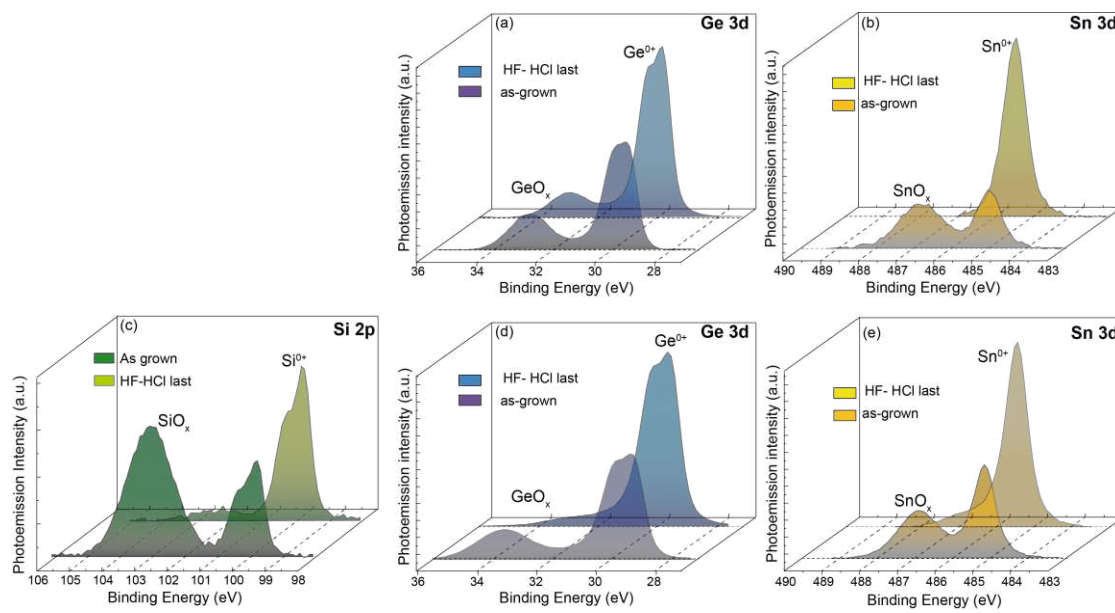 (a) Ge 3d
Photoemission intensity (a.u.)
HF- HCl last
as-grown
Ge0+
GeOx
36 34 32 30 28
Binding Energy (eV)
(b) Sn 3d
Photoemission intensity (a.u.)
HF- HCl last
as-grown
Sn0+
SnOx
490 489 488 487 486 485 484 483
Binding Energy (eV)
(c) Si 2p
Photoemission Intensity (a.u.)
As grown
HF-HCl last
Si0+
SiOx
106 105 104 103 102 101 100 99 98
Binding Energy (eV)
(d) Ge 3d
Photoemission intensity (a.u.)
HF- HCl last
as-grown
Ge0+
GeOx
36 34 32 30 28
Binding Energy (eV)
(e) Sn 3d
Photoemission intensity (a.u.)
HF- HCl last
as-grown
Sn0+
SnOx
490 489 488 487 486 485 484 483
Binding Energy (eV)